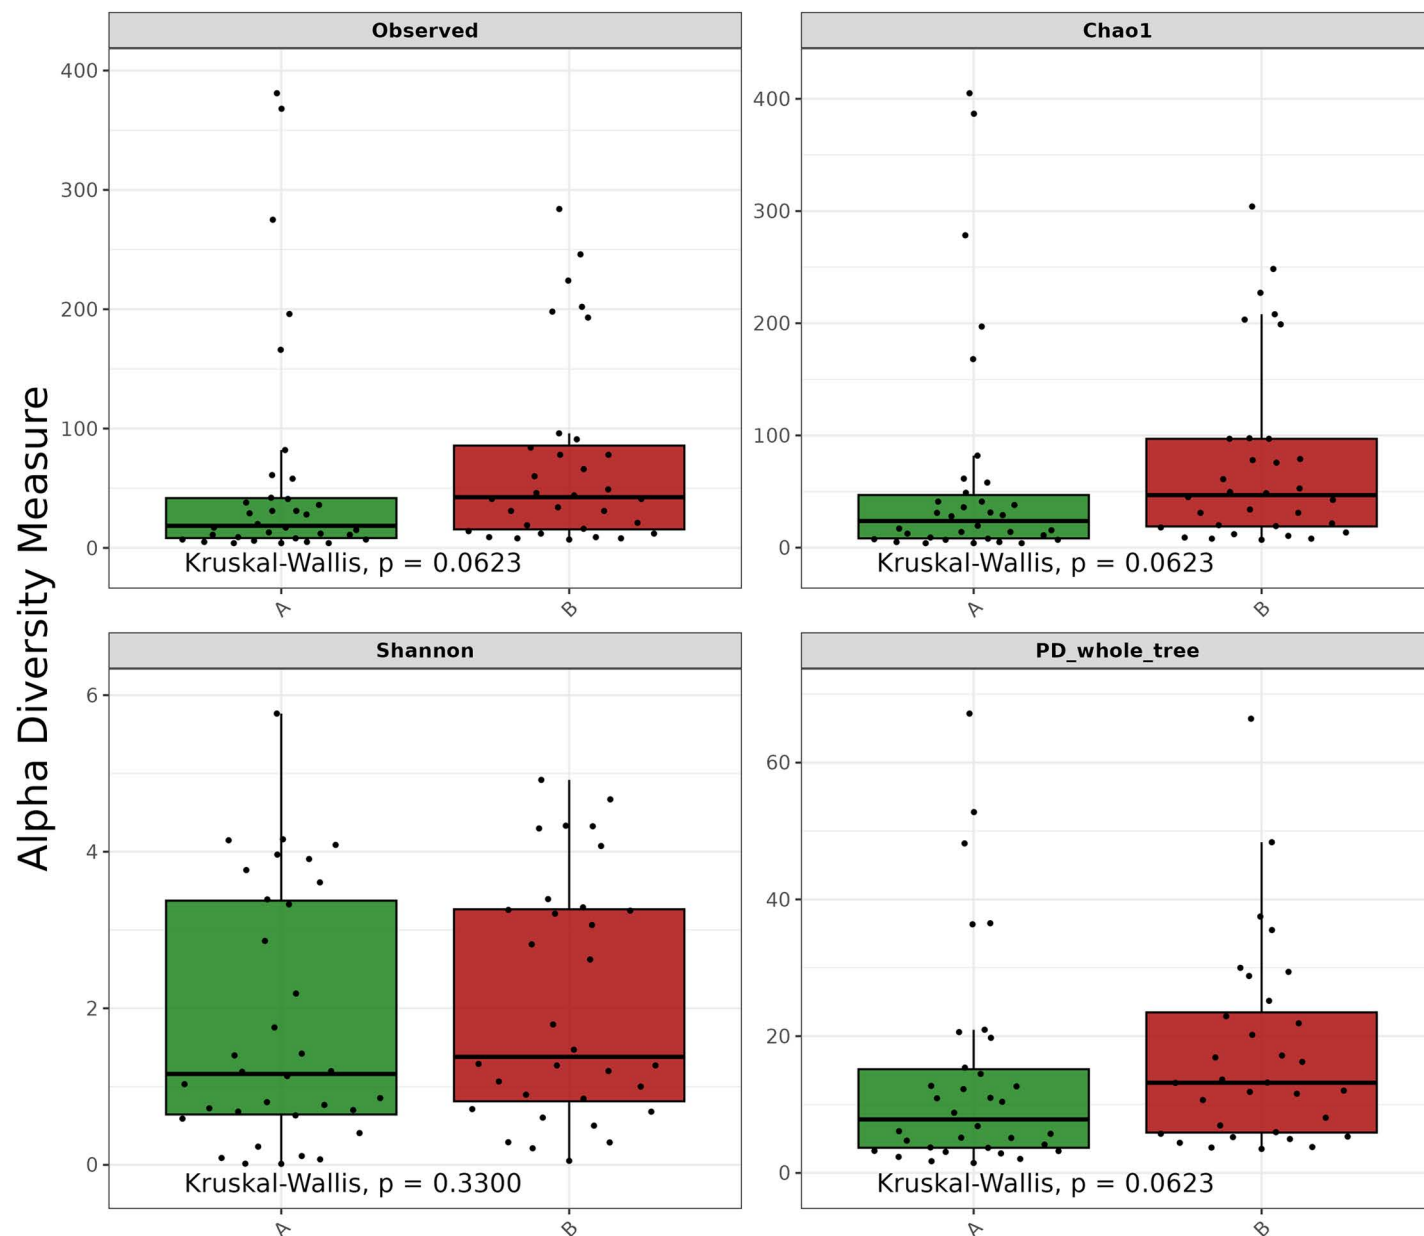 Alpha Diversity Measure
Observed
400
300
200
100
0
Kruskal-Wallis, p = 0.0623
A
B
Chao1
400
300
200
100
0
Kruskal-Wallis, p = 0.0623
A
B
Shannon
6
4
2
0
Kruskal-Wallis, p = 0.3300
A
B
PD_whole_tree
60
40
20
0
Kruskal-Wallis, p = 0.0623
A
B